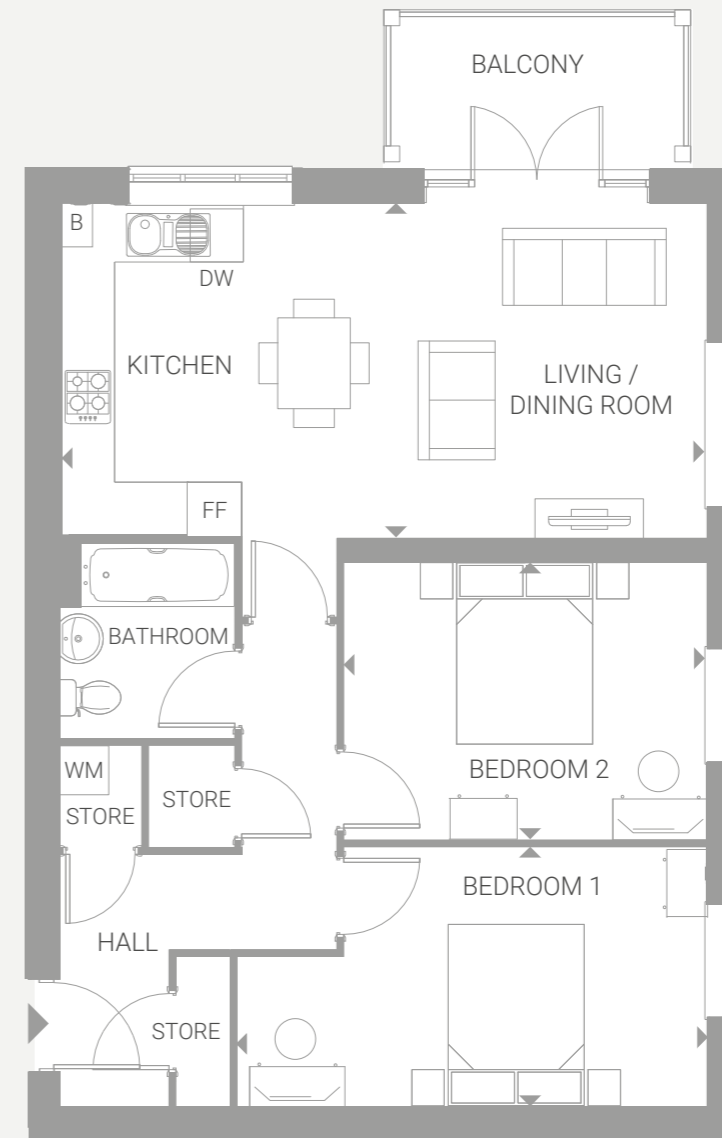 BALCONY
B
DW
KITCHEN
LIVING /
DINING ROOM
FF
BATHROOM
WM
STORE
STORE
BEDROOM 2
BEDROOM 1
HALL
STORE